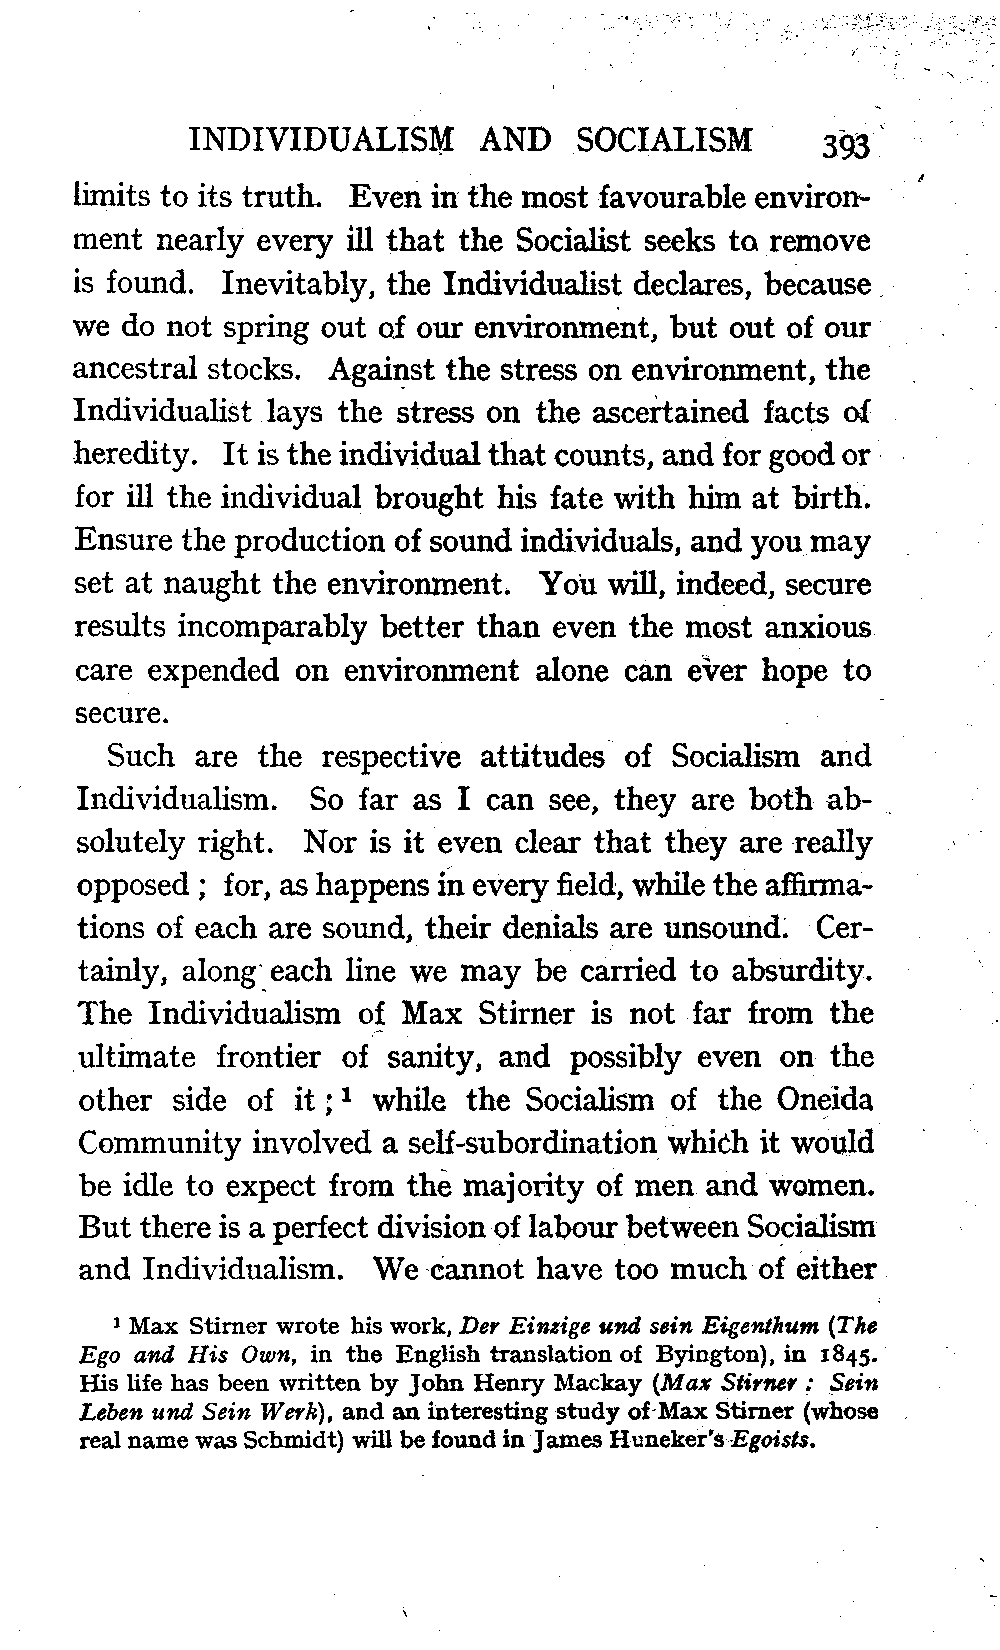 INDIVIDUALISM AND SOCIALISM 393
limits to its truth. Even in the most favourable environ-
ment nearly every ill that the Socialist seeks to remove
is found. Inevitably, the Individualist declares, because
we do not spring out of our environment, but out of our
ancestral stocks. Against the stress on environment, the
Individualist lays the stress on the ascertained facts of
heredity. It is the individual that counts, and for good or
for ill the individual brought his fate with him at birth.
Ensure the production of sound individuals, and you may
set at naught the environment. You will, indeed, secure
results incomparably better than even the most anxious
care expended on environment alone can ever hope to
secure.
Such are the respective attitudes of Socialism and
Individualism. So far as I can see, they are both ab-
solutely right. Nor is it even clear that they are really
opposed ; for, as happens in every field, while the affirma-
tions of each are sound, their denials are unsound. Cer-
tainly, along each line we may be carried to absurdity.
The Individualism of Max Stirner is not far from the
ultimate frontier of sanity, and possibly even on the
other side of it ; ¹ while the Socialism of the Oneida
Community involved a self-subordination which it would
be idle to expect from the majority of men and women.
But there is a perfect division of labour between Socialism
and Individualism. We cannot have too much of either
¹ Max Stirner wrote his work, Der Einzige und sein Eigenthum (The
Ego and His Own, in the English translation of Byington), in 1845.
His life has been written by John Henry Mackay (Max Stirner : Sein
Leben und Sein Werk), and an interesting study of Max Stirner (whose
real name was Schmidt) will be found in James Huneker's Egoists.